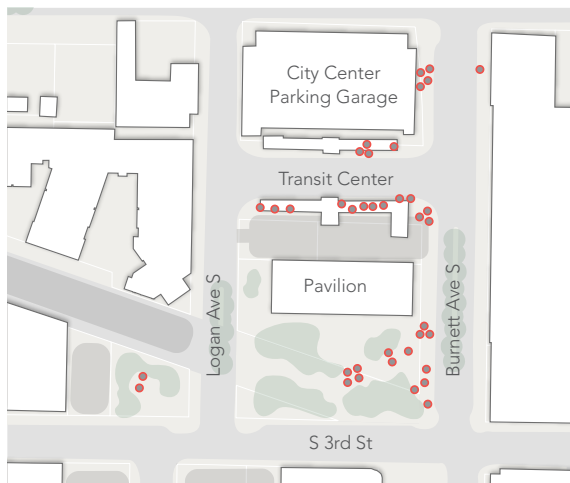 City Center
Parking Garage
Transit Center
Pavilion
Logan Ave S
Burnett Ave S
S 3rd St